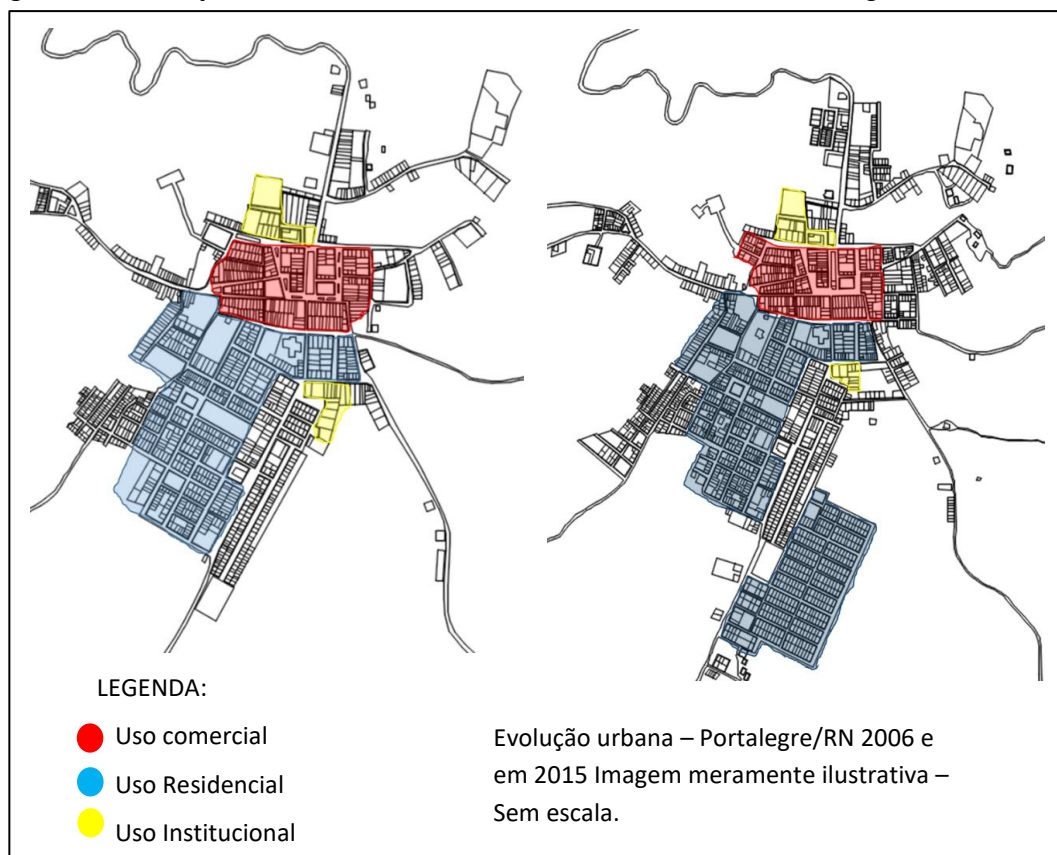 LEGENDA:
Uso comercial
Uso Residencial
Uso Institucional
Evolução urbana – Portalegre/RN 2006 e
em 2015 Imagem meramente ilustrativa –
Sem escala.